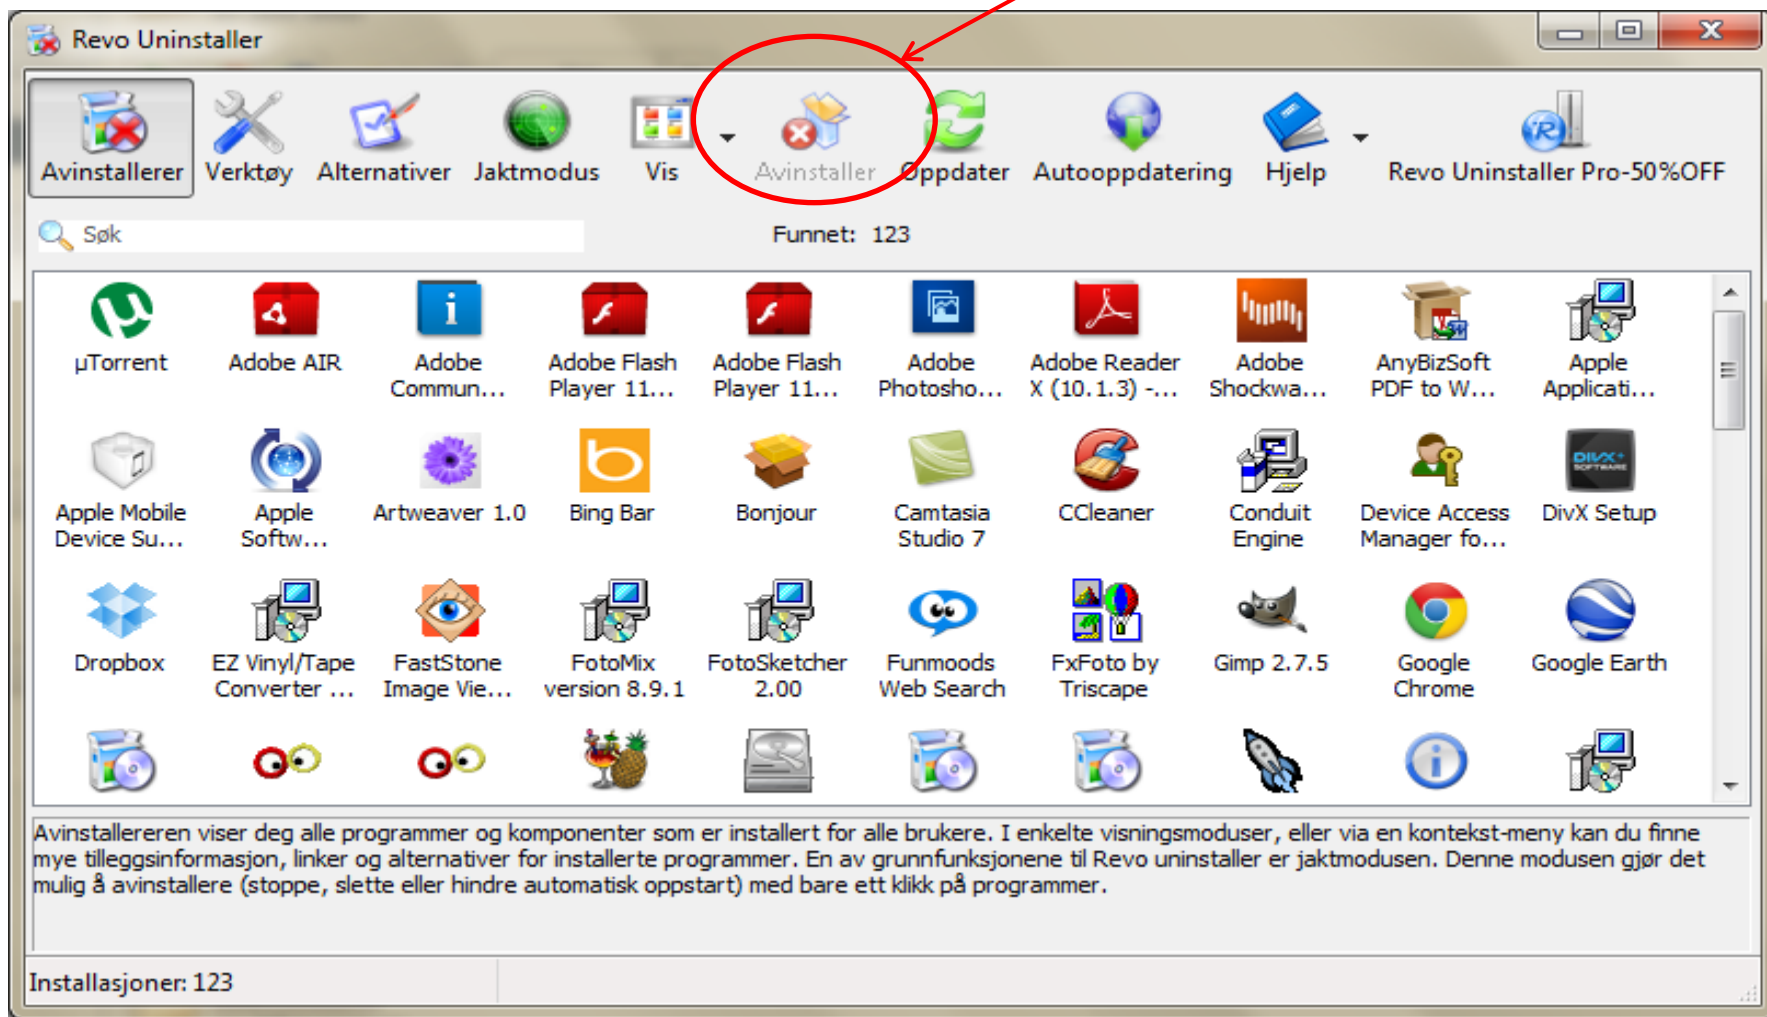 Revo Uninstaller
Avinstallerer Verktøy Alternativer Jaktmodus Vis Avinstaller Oppdater Autooppdatering Hjelp Revo Uninstaller Pro-50%OFF
Søk Funnet: 123
µTorrent Adobe AIR Adobe Adobe Flash Adobe Flash Adobe Adobe Reader Adobe AnyBizSoft Apple
Commun... Player 11... Player 11... Photosho... X (10.1.3) -... Shockwa... PDF to W... Applicati...
DIVX+
SOFTWARE
Apple Mobile Apple Artweaver 1.0 Bing Bar Bonjour Camtasia CCleaner Conduit Device Access DivX Setup
Device Su... Softw... Studio 7 Engine Manager fo...
Dropbox EZ Vinyl/Tape FastStone FotoMix FotoSketcher Funmoods FxFoto by Gimp 2.7.5 Google Google Earth
Converter ... Image Vie... version 8.9.1 2.00 Web Search Triscape Chrome
Avinstallereren viser deg alle programmer og komponenter som er installert for alle brukere. I enkelte visningsmoduser, eller via en kontekst-meny kan du finne
mye tilleggsinformasjon, linker og alternativer for installerte programmer. En av grunnfunksjonene til Revo uninstaller er jaktmodusen. Denne modusen gjør det
mulig å avinstallere (stoppe, slette eller hindre automatisk oppstart) med bare ett klikk på programmer.
Installasjoner: 123